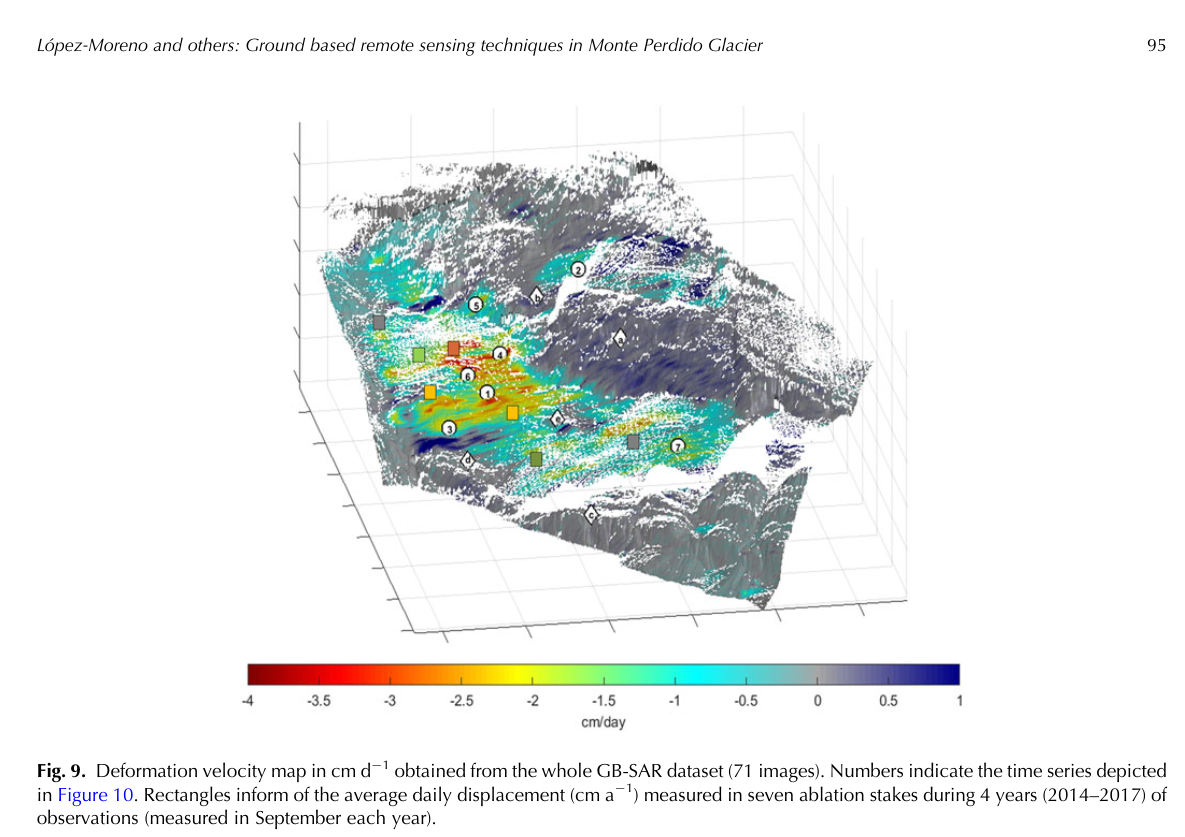 López-Moreno and others: Ground based remote sensing techniques in Monte Perdido Glacier 95
2
b
5
a
4
6
1
e
3
7
d
c
-4 -3.5 -3 -2.5 -2 -1.5 -1 -0.5 0 0.5 1
cm/day
Fig. 9. Deformation velocity map in cm d⁻¹ obtained from the whole GB-SAR dataset (71 images). Numbers indicate the time series depicted
in Figure 10. Rectangles inform of the average daily displacement (cm a⁻¹) measured in seven ablation stakes during 4 years (2014–2017) of
observations (measured in September each year).